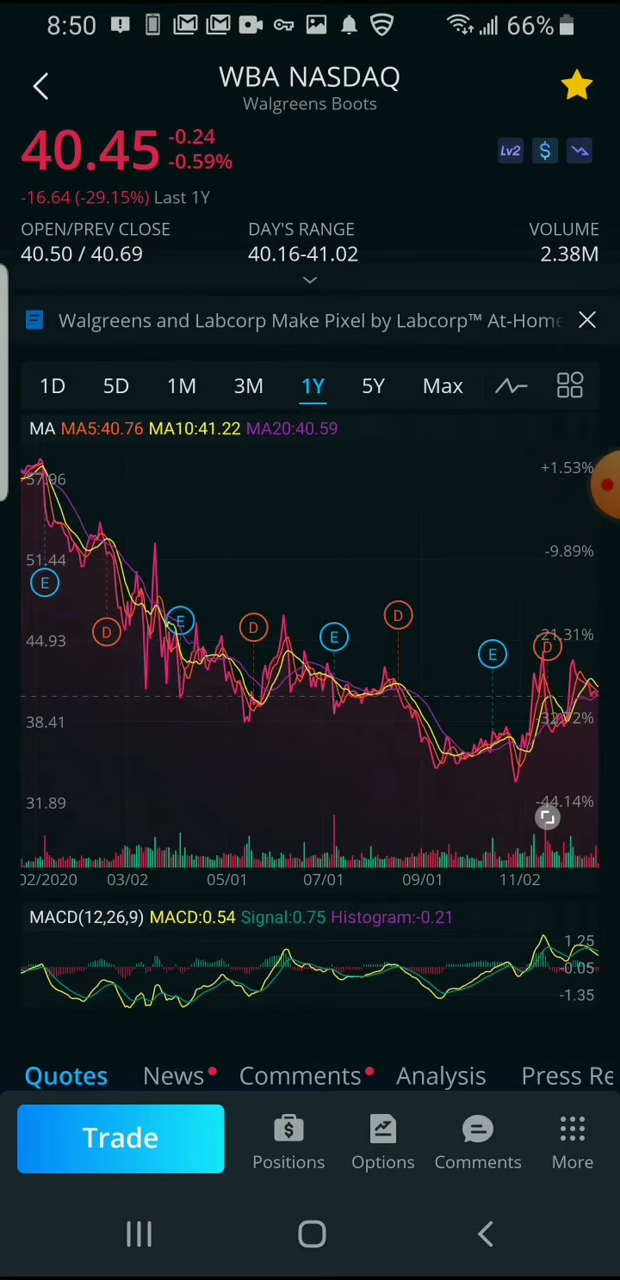 8:50 66%
WBA NASDAQ
Walgreens Boots
40.45 -0.24
-0.59%
Lv2 $
-16.64 (-29.15%) Last 1Y
OPEN/PREV CLOSE DAY'S RANGE VOLUME
40.50 / 40.69 40.16-41.02 2.38M
Walgreens and Labcorp Make Pixel by Labcorp™ At-Home
1D 5D 1M 3M 1Y 5Y Max
MA MA5:40.76 MA10:41.22 MA20:40.59
57.96 +1.53%
51.44 -9.89%
E D E D E D E D
44.93 -21.31%
38.41 -32.72%
31.89 -44.14%
02/2020 03/02 05/01 07/01 09/01 11/02
MACD(12,26,9) MACD:0.54 Signal:0.75 Histogram:-0.21
1.25
-0.05
-1.35
Quotes News Comments Analysis Press Re
Trade Positions Options Comments More